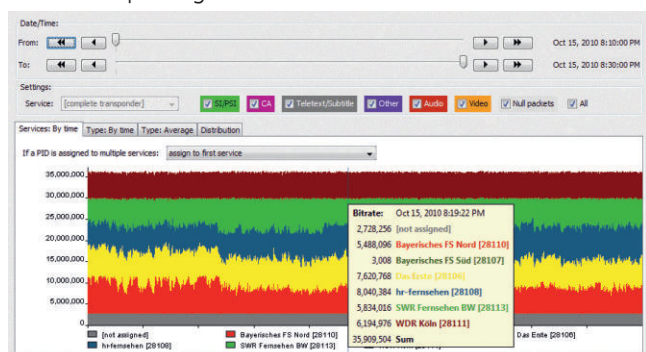 Date/Time:
From: Oct 15, 2010 8:10:00 PM
To: Oct 15, 2010 8:30:00 PM
Settings:
Service: [complete transponder] SI/PSI CA Teletext/Subtitle Other Audio Video Null packets All
Services: By time Type: By time Type: Average Distribution
If a PID is assigned to multiple services: assign to first service
35,000,000
30,000,000
25,000,000
20,000,000
15,000,000
10,000,000
5,000,000
0
Bitrate: Oct 15, 2010 8:19:22 PM
2,728,256 [not assigned]
5,488,096 Bayerisches FS Nord [28110]
3,008 Bayerisches FS Süd [28107]
7,620,768 Das Erste [28106]
8,040,384 hr-fernsehen [28108]
5,834,016 SWR Fernsehen BW [28113]
6,194,976 WDR Köln [28111]
35,909,504 Sum
[not assigned] Bayerisches FS Nord [28110] Das Erste [28106]
hr-fernsehen [28108] SWR Fernsehen BW [28113]